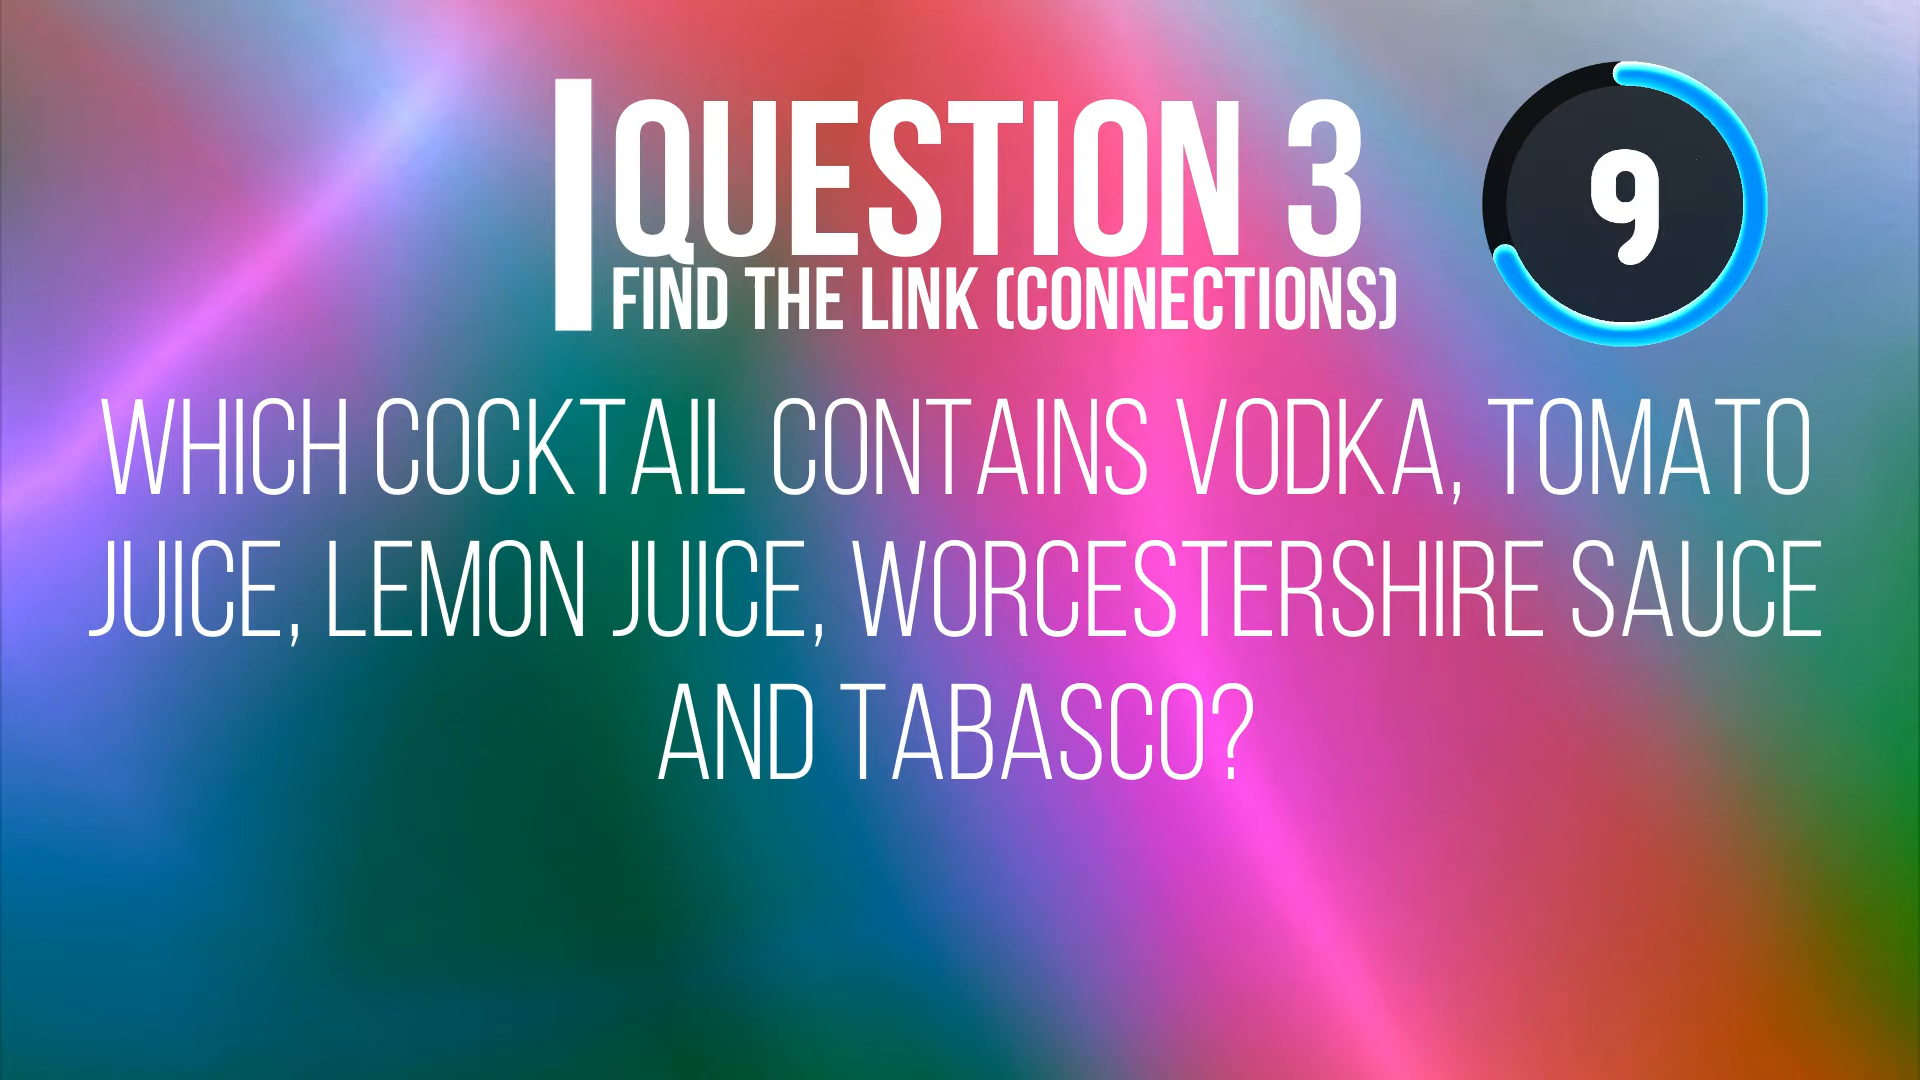 QUESTION 3
FIND THE LINK (CONNECTIONS)
9
WHICH COCKTAIL CONTAINS VODKA, TOMATO
JUICE, LEMON JUICE, WORCESTERSHIRE SAUCE
AND TABASCO?